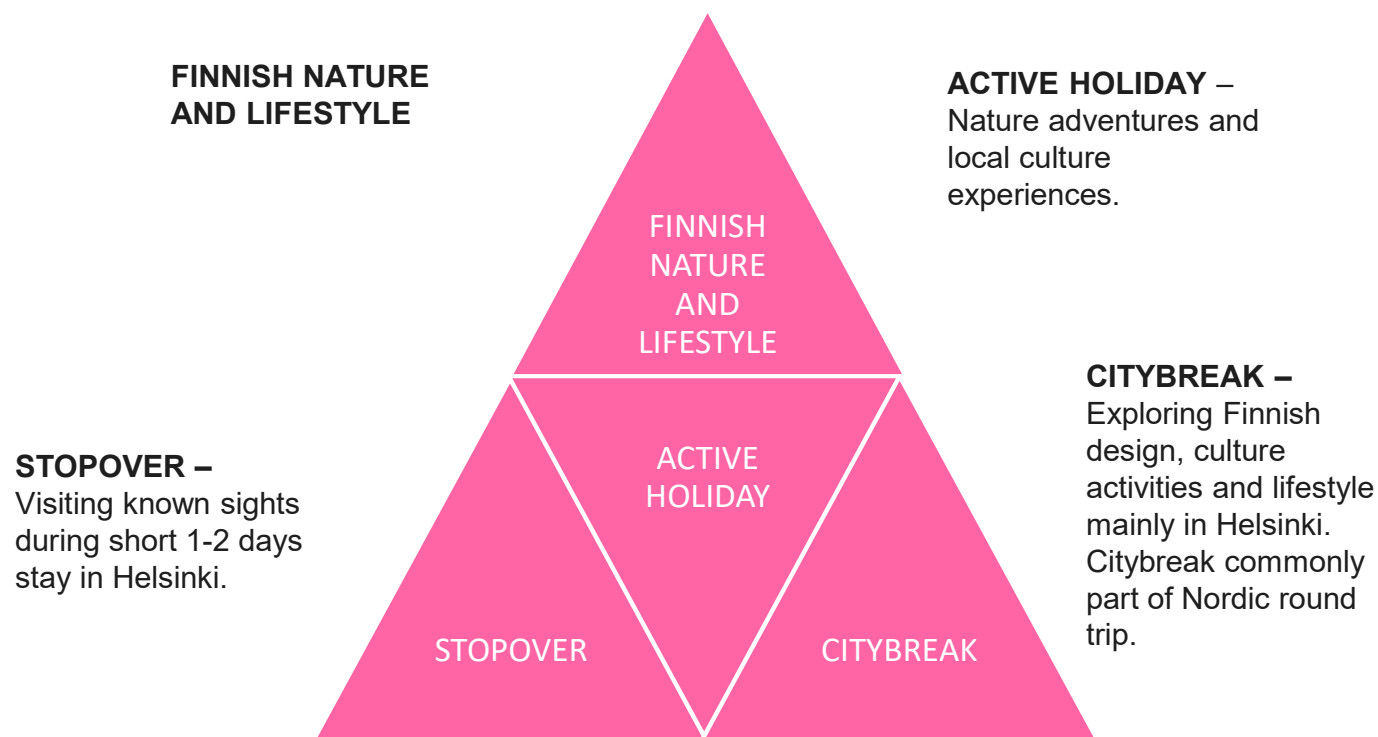 FINNISH NATURE
AND LIFESTYLE
ACTIVE HOLIDAY –
Nature adventures and
local culture
experiences.
FINNISH
NATURE
AND
LIFESTYLE
CITYBREAK –
Exploring Finnish
design, culture
activities and lifestyle
mainly in Helsinki.
Citybreak commonly
part of Nordic round
trip.
STOPOVER –
Visiting known sights
during short 1-2 days
stay in Helsinki.
ACTIVE
HOLIDAY
STOPOVER
CITYBREAK